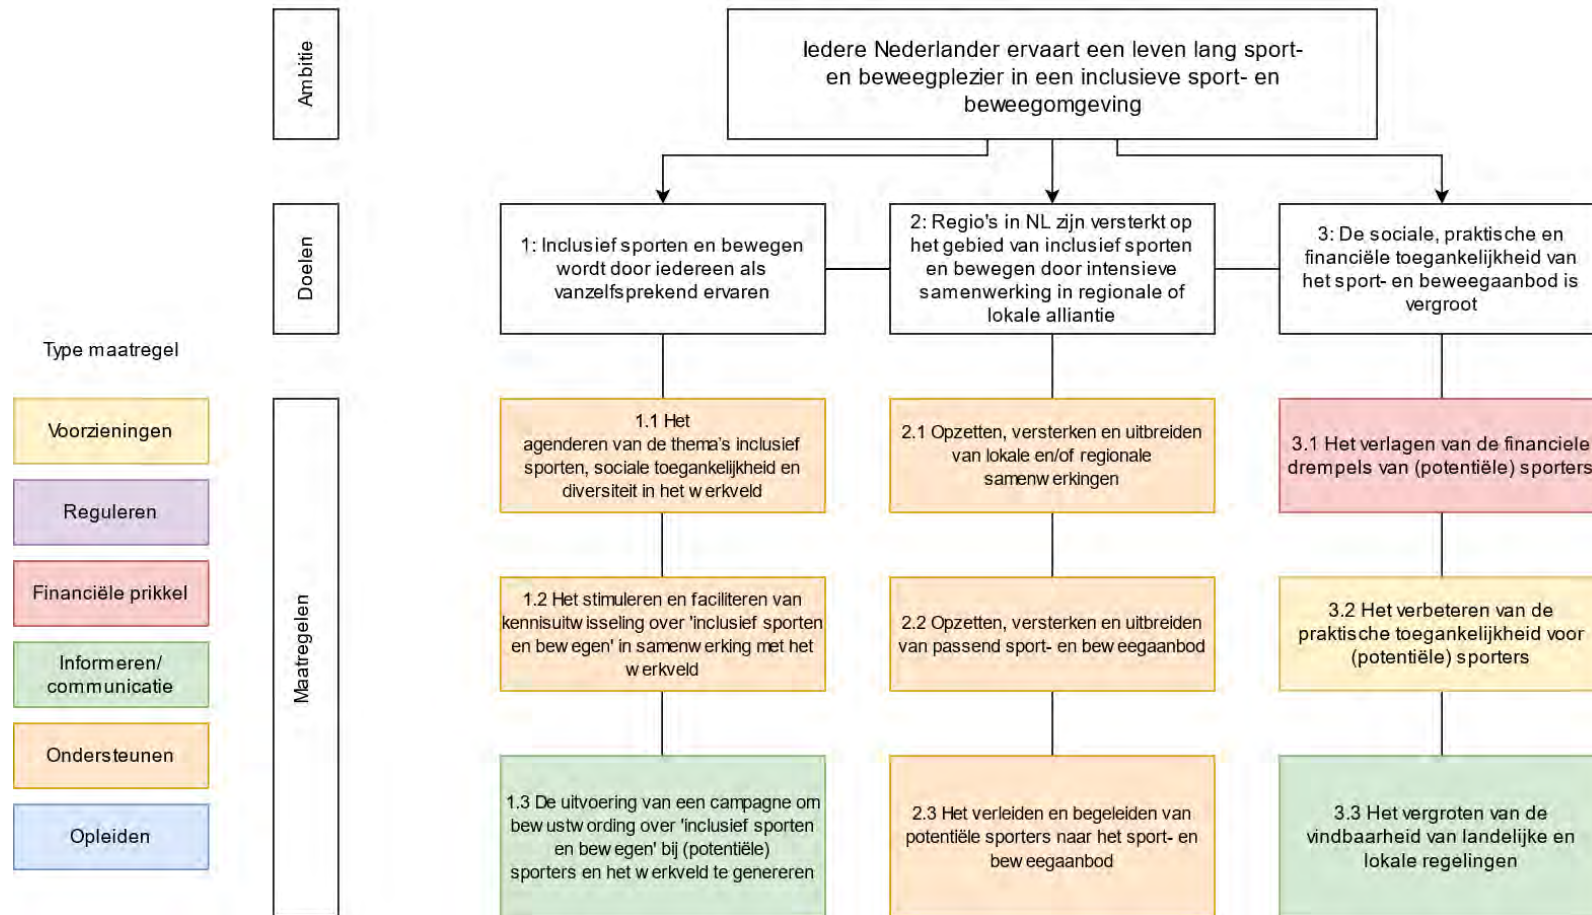 Ambitie
Iedere Nederlander ervaart een leven lang sport-
en beweegplezier in een inclusieve sport- en
beweegomgeving
Doelen
1: Inclusief sporten en bewegen
wordt door iedereen als
vanzelfsprekend ervaren
2: Regio's in NL zijn versterkt op
het gebied van inclusief sporten
en bewegen door intensieve
samenwerking in regionale of
lokale alliantie
3: De sociale, praktische en
financiële toegankelijkheid van
het sport- en beweegaanbod is
vergroot
Type maatregel
Voorzieningen
Reguleren
Financiële prikkel
Informeren/
communicatie
Ondersteunen
Opleiden
Maatregelen
1.1 Het
agenderen van de thema's inclusief
sporten, sociale toegankelijkheid en
diversiteit in het werkveld
2.1 Opzetten, versterken en uitbreiden
van lokale en/of regionale
samenwerkingen
3.1 Het verlagen van de financiele
drempels van (potentiële) sporters
1.2 Het stimuleren en faciliteren van
kennisuitwisseling over 'inclusief sporten
en bewegen' in samenwerking met het
werkveld
2.2 Opzetten, versterken en uitbreiden
van passend sport- en beweegaanbod
3.2 Het verbeteren van de
praktische toegankelijkheid voor
(potentiële) sporters
1.3 De uitvoering van een campagne om
bewustwording over 'inclusief sporten
en bewegen' bij (potentiële)
sporters en het werkveld te genereren
2.3 Het verleiden en begeleiden van
potentiële sporters naar het sport- en
beweegaanbod
3.3 Het vergroten van de
vindbaarheid van landelijke en
lokale regelingen